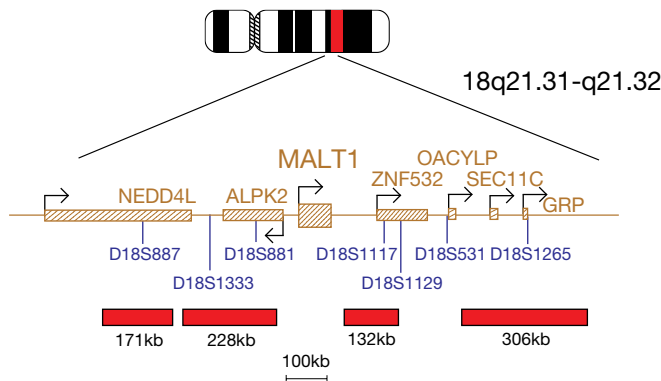 18q21.31-q21.32
MALT1
OACYLP
NEDD4L
ALPK2
ZNF532
SEC11C
GRP
D18S887
D18S881
D18S1117
D18S531
D18S1265
D18S1333
D18S1129
171kb
228kb
132kb
306kb
100kb